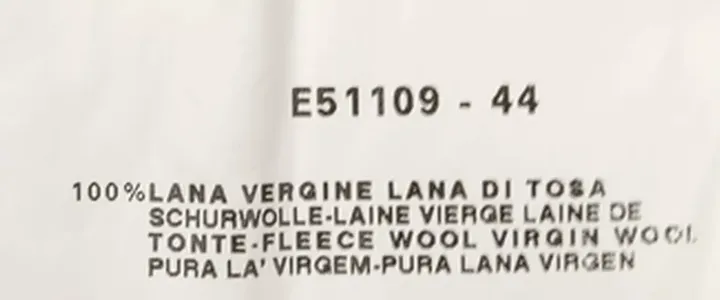 E51109 - 44
100%LANA VERGINE LANA DI TOSA
SCHURWOLLE-LAINE VIERGE LAINE DE
TONTE-FLEECE WOOL VIRGIN WOOL
PURA LA' VIRGEM-PURA LANA VIRGEN